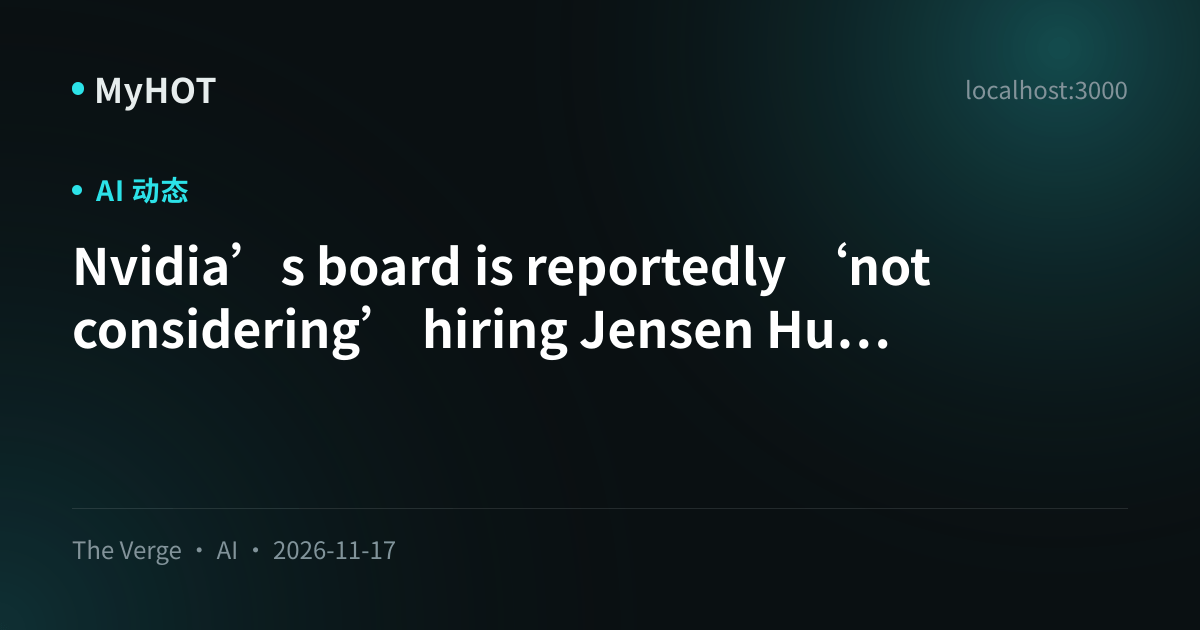 MyHOT
localhost:3000
AI 动态
Nvidia’s board is reportedly ‘not
considering’ hiring Jensen Hu…
The Verge · AI · 2026-11-17